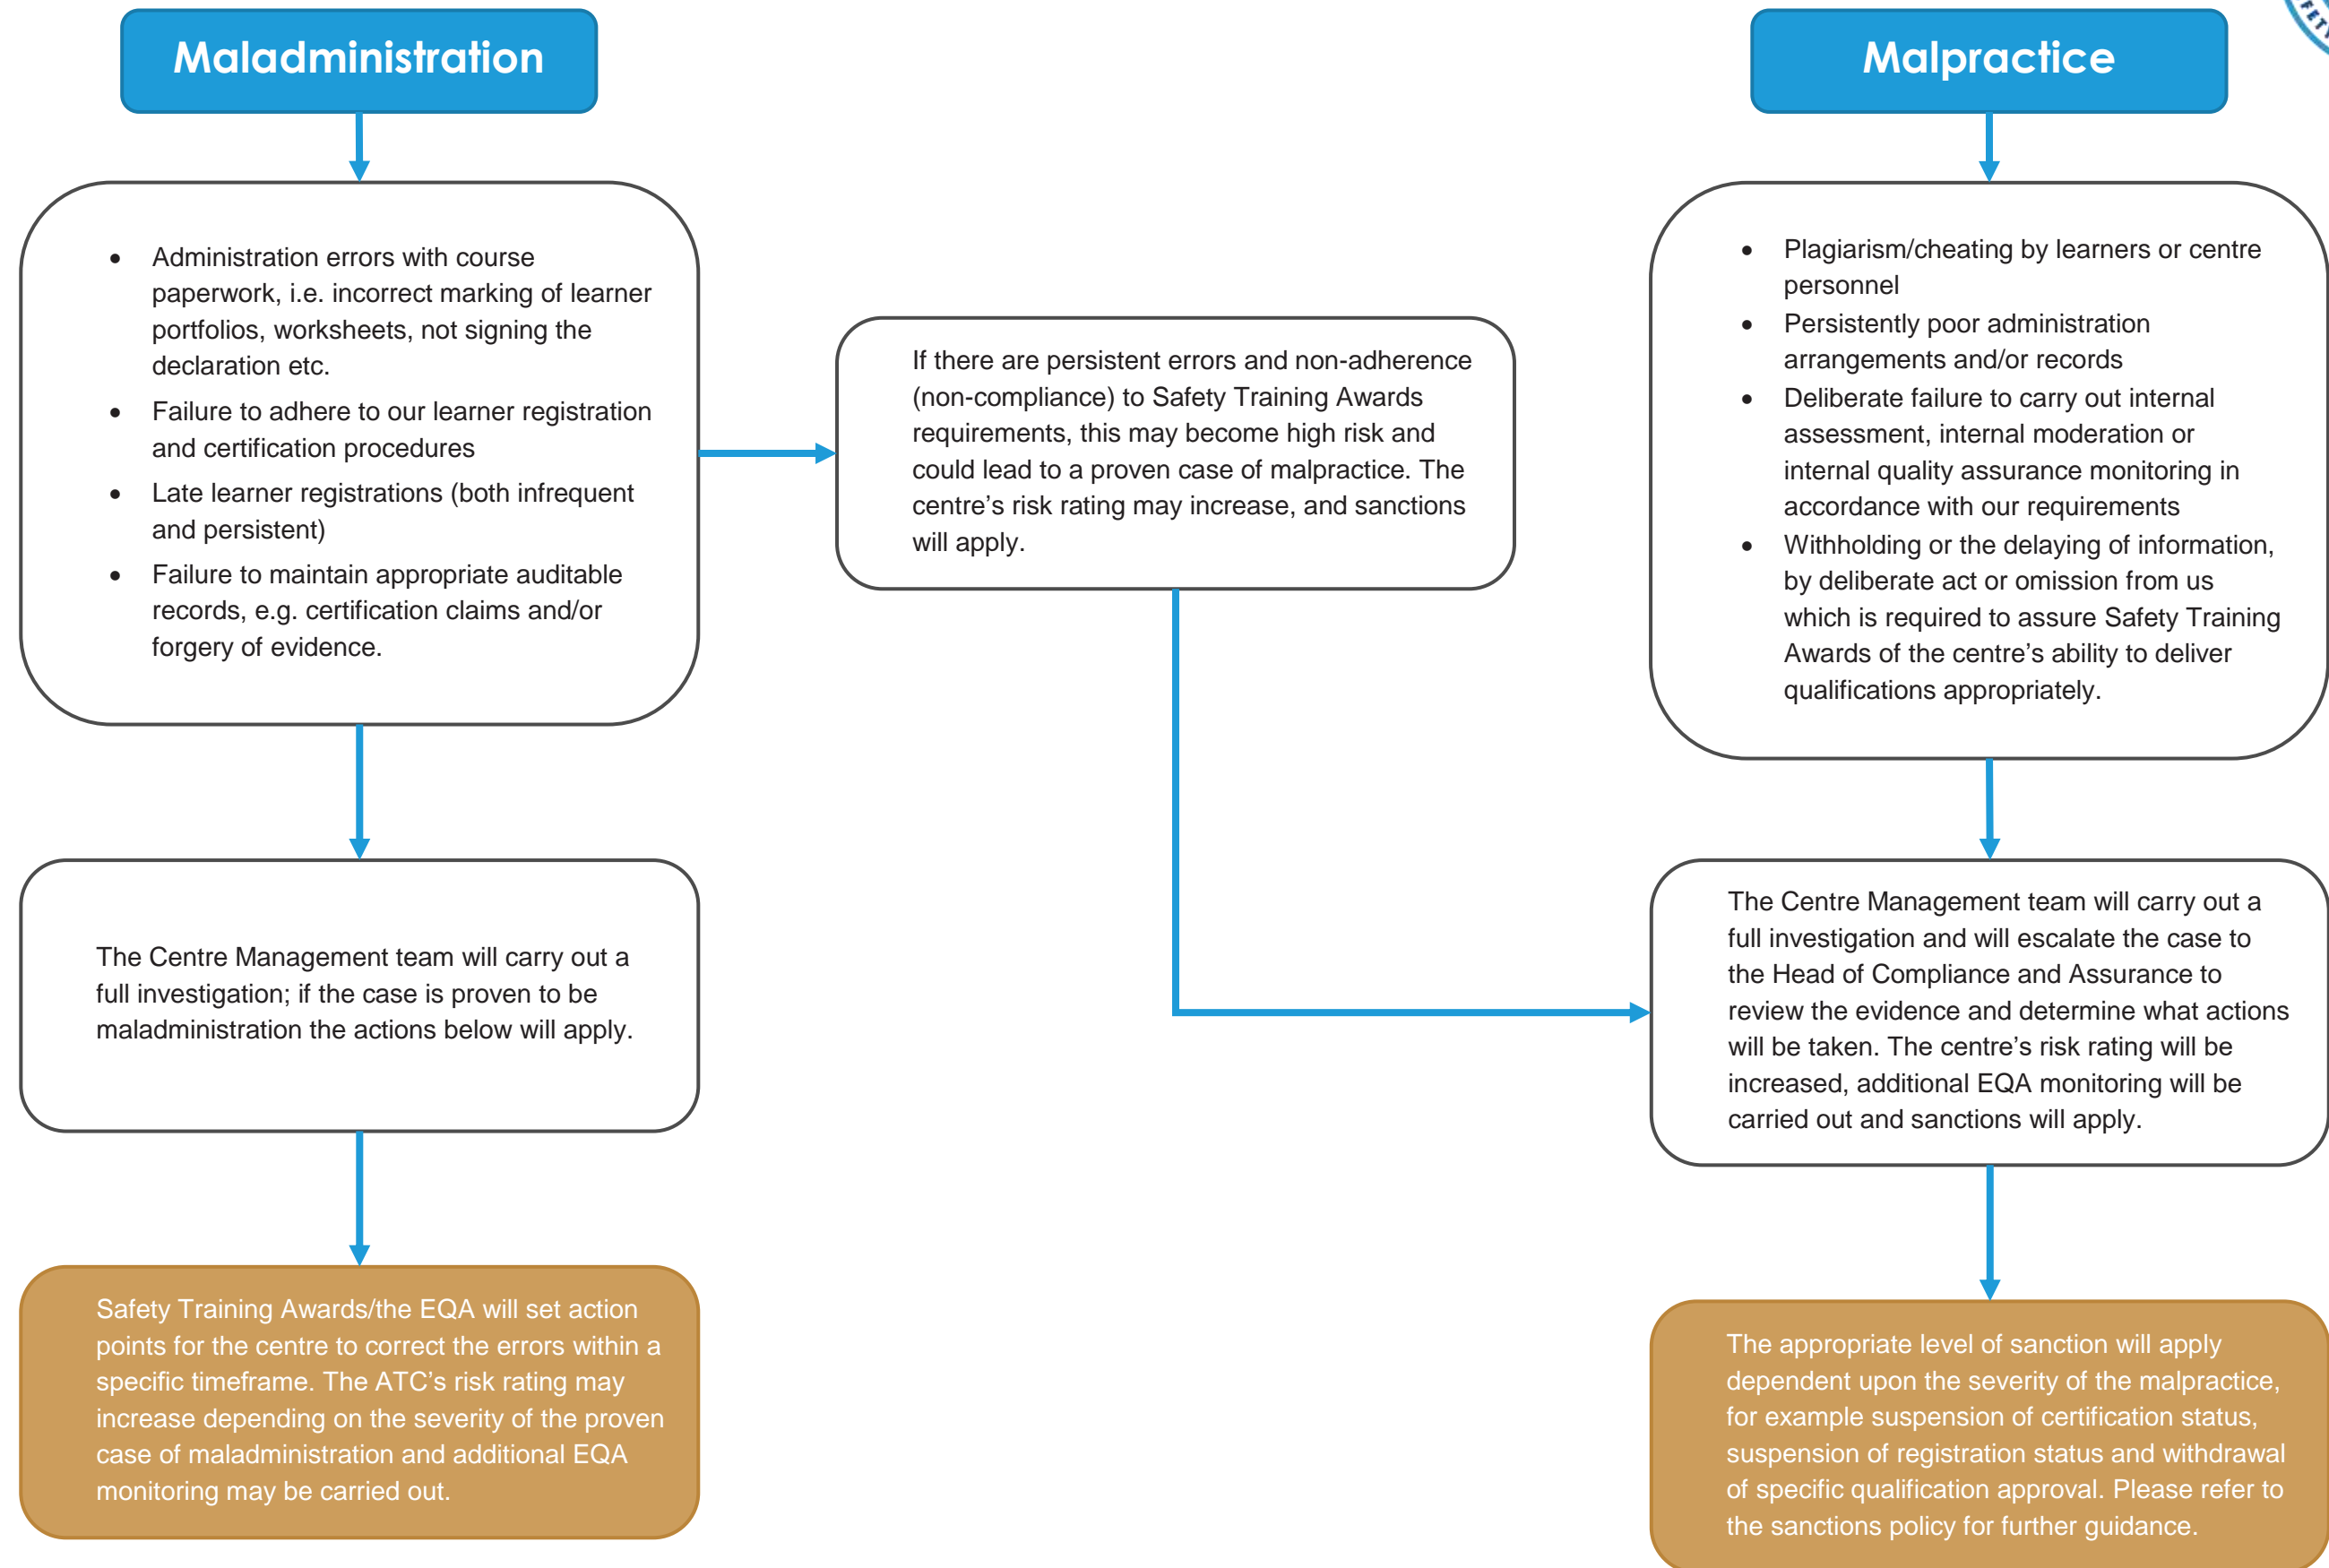 Maladministration
• Administration errors with course
paperwork, i.e. incorrect marking of learner
portfolios, worksheets, not signing the
declaration etc.
• Failure to adhere to our learner registration
and certification procedures
• Late learner registrations (both infrequent
and persistent)
• Failure to maintain appropriate auditable
records, e.g. certification claims and/or
forgery of evidence.
The Centre Management team will carry out a
full investigation; if the case is proven to be
maladministration the actions below will apply.
Safety Training Awards/the EQA will set action
points for the centre to correct the errors within a
specific timeframe. The ATC's risk rating may
increase depending on the severity of the proven
case of maladministration and additional EQA
monitoring may be carried out.
If there are persistent errors and non-adherence
(non-compliance) to Safety Training Awards
requirements, this may become high risk and
could lead to a proven case of malpractice. The
centre’s risk rating may increase, and sanctions
will apply.
Malpractice
• Plagiarism/cheating by learners or centre
personnel
• Persistently poor administration
arrangements and/or records
• Deliberate failure to carry out internal
assessment, internal moderation or
internal quality assurance monitoring in
accordance with our requirements
• Withholding or the delaying of information,
by deliberate act or omission from us
which is required to assure Safety Training
Awards of the centre’s ability to deliver
qualifications appropriately.
The Centre Management team will carry out a
full investigation and will escalate the case to
the Head of Compliance and Assurance to
review the evidence and determine what actions
will be taken. The centre’s risk rating will be
increased, additional EQA monitoring will be
carried out and sanctions will apply.
The appropriate level of sanction will apply
dependent upon the severity of the malpractice,
for example suspension of certification status,
suspension of registration status and withdrawal
of specific qualification approval. Please refer to
the sanctions policy for further guidance.